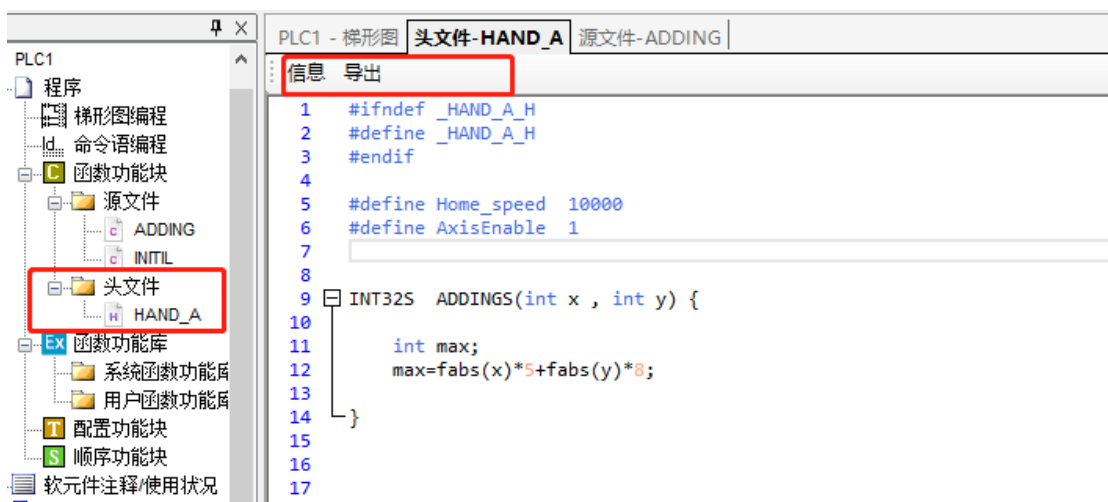 PLC1
程序
梯形图编程
命令语编程
函数功能块
源文件
ADDING
INITIL
头文件
HAND_A
函数功能库
系统函数功能库
用户函数功能库
配置功能块
顺序功能块
软元件注释/使用状况
PLC1 - 梯形图 头文件-HAND_A 源文件-ADDING
信息 导出
1 #ifndef _HAND_A_H
2 #define _HAND_A_H
3 #endif
4
5 #define Home_speed 10000
6 #define AxisEnable 1
7
8
9 INT32S ADDINGS(int x , int y) {
10
11 int max;
12 max=fabs(x)*5+fabs(y)*8;
13
14 }
15
16
17